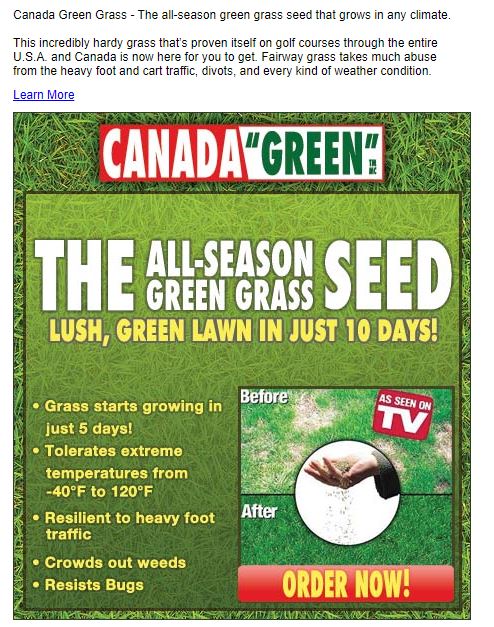 Canada Green Grass - The all-season green grass seed that grows in any climate.
This incredibly hardy grass that's proven itself on golf courses through the entire
U.S.A. and Canada is now here for you to get. Fairway grass takes much abuse
from the heavy foot and cart traffic, divots, and every kind of weather condition.
Learn More
CANADA "GREEN"
THE ALL-SEASON GREEN GRASS SEED
LUSH, GREEN LAWN IN JUST 10 DAYS!
• Grass starts growing in
just 5 days!
• Tolerates extreme
temperatures from
-40°F to 120°F
• Resilient to heavy foot
traffic
• Crowds out weeds
• Resists Bugs
Before
AS SEEN ON
TV
After
ORDER NOW!